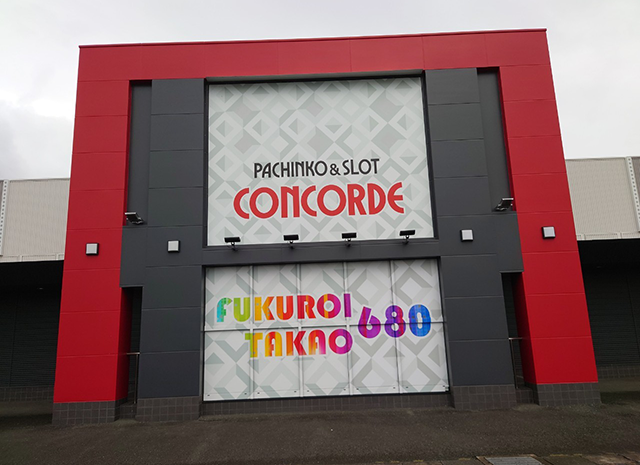 PACHINKO & SLOT
CONCORDE
FUKUROI
TAKAO 680